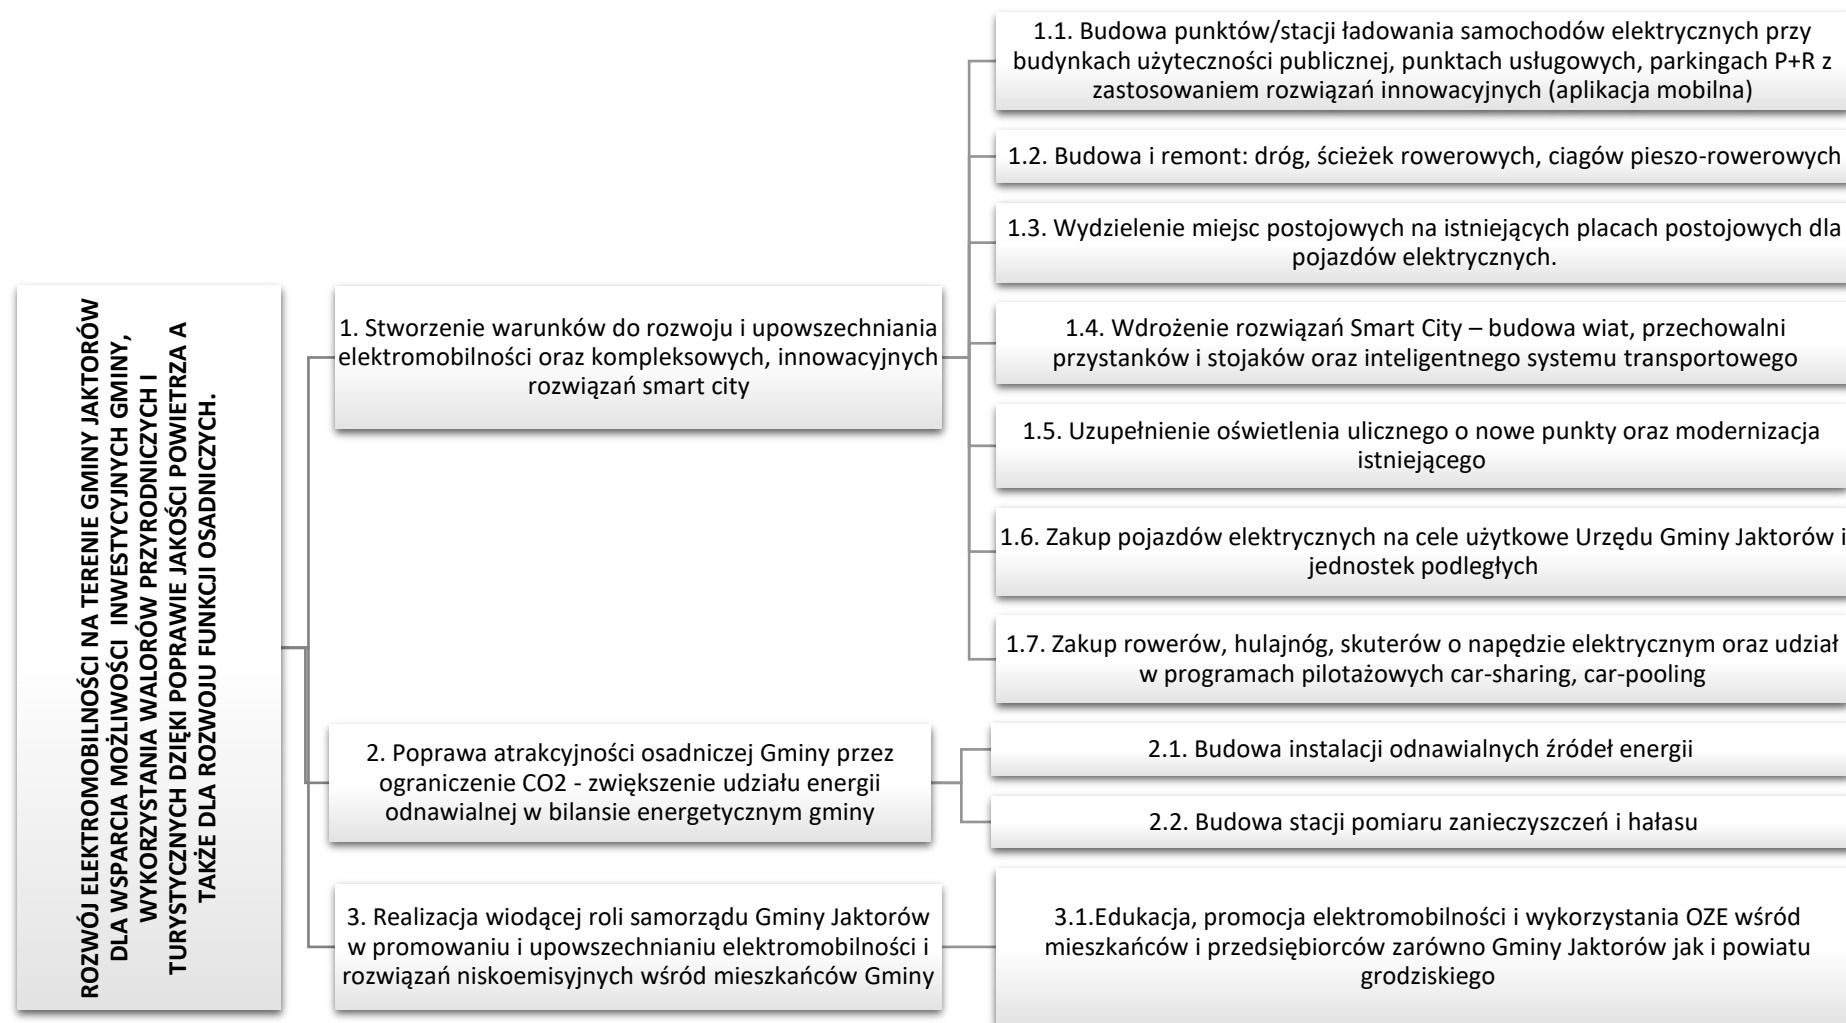 ROZWÓJ ELEKTROMOBILNOŚCI NA TERENIE GMINY JAKTORÓW
DLA WSPARCIA MOŻLIWOŚCI INWESTYCYJNYCH GMINY,
WYKORZYSTANIA WALORÓW PRZYRODNICZYCH I
TURYSTYCZNYCH DZIĘKI POPRAWIE JAKOŚCI POWIETRZA A
TAKŻE DLA ROZWOJU FUNKCJI OSADNICZYCH.
1. Stworzenie warunków do rozwoju i upowszechniania
elektromobilności oraz kompleksowych, innowacyjnych
rozwiązań smart city
1.1. Budowa punktów/stacji ładowania samochodów elektrycznych przy
budynkach użyteczności publicznej, punktach usługowych, parkingach P+R z
zastosowaniem rozwiązań innowacyjnych (aplikacja mobilna)
1.2. Budowa i remont: dróg, ścieżek rowerowych, ciagów pieszo-rowerowych
1.3. Wydzielenie miejsc postojowych na istniejących placach postojowych dla
pojazdów elektrycznych.
1.4. Wdrożenie rozwiązań Smart City – budowa wiat, przechowalni
przystanków i stojaków oraz inteligentnego systemu transportowego
1.5. Uzupełnienie oświetlenia ulicznego o nowe punkty oraz modernizacja
istniejącego
1.6. Zakup pojazdów elektrycznych na cele użytkowe Urzędu Gminy Jaktorów i
jednostek podległych
1.7. Zakup rowerów, hulajnóg, skuterów o napędzie elektrycznym oraz udział
w programach pilotażowych car-sharing, car-pooling
2. Poprawa atrakcyjności osadniczej Gminy przez
ograniczenie CO2 - zwiększenie udziału energii
odnawialnej w bilansie energetycznym gminy
2.1. Budowa instalacji odnawialnych źródeł energii
2.2. Budowa stacji pomiaru zanieczyszczeń i hałasu
3. Realizacja wiodącej roli samorządu Gminy Jaktorów
w promowaniu i upowszechnianiu elektromobilności i
rozwiązań niskoemisyjnych wśród mieszkańców Gminy
3.1.Edukacja, promocja elektromobilności i wykorzystania OZE wśród
mieszkańców i przedsiębiorców zarówno Gminy Jaktorów jak i powiatu
grodziskiego